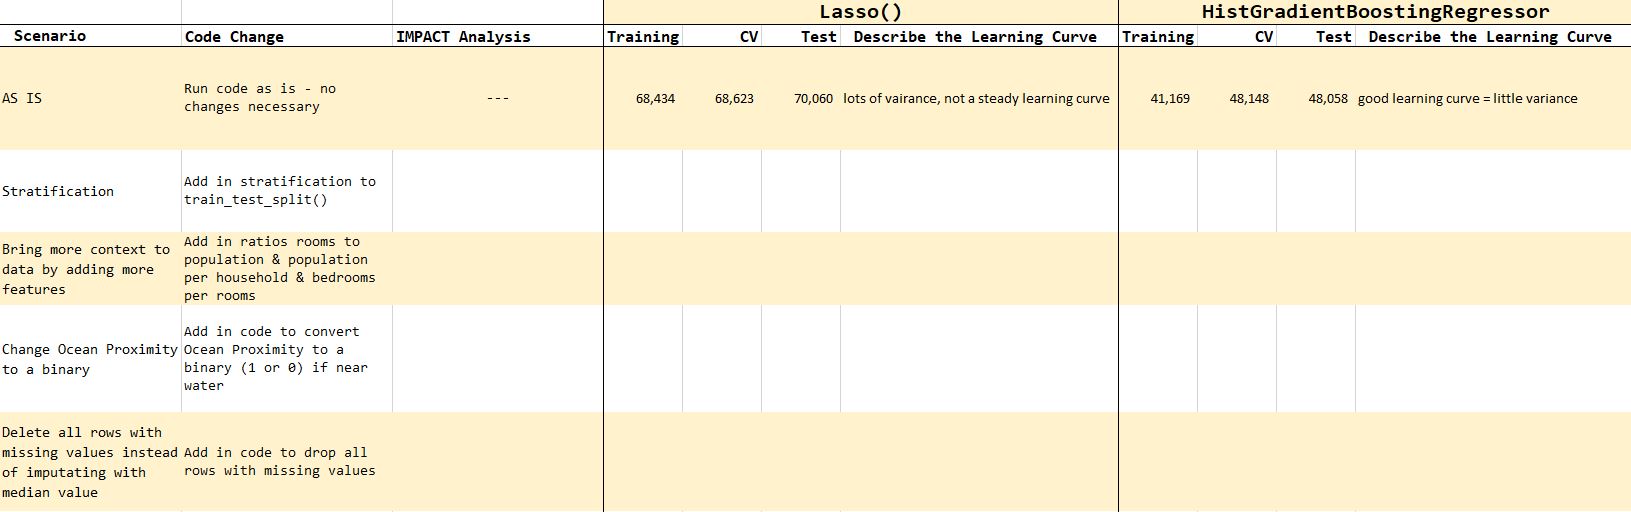 Lasso() HistGradientBoostingRegressor
Scenario Code Change IMPACT Analysis Training CV Test Describe the Learning Curve Training CV Test Describe the Learning Curve
AS IS
Run code as is - no
changes necessary
---
68,434 68,623 70,060 lots of vairance, not a steady learning curve
41,169 48,148 48,058 good learning curve = little variance
Stratification
Add in stratification to
train_test_split()
Bring more context to
data by adding more
features
Add in ratios rooms to
population & population
per household & bedrooms
per rooms
Change Ocean Proximity
to a binary
Add in code to convert
Ocean Proximity to a
binary (1 or 0) if near
water
Delete all rows with
missing values instead
of imputating with
median value
Add in code to drop all
rows with missing values